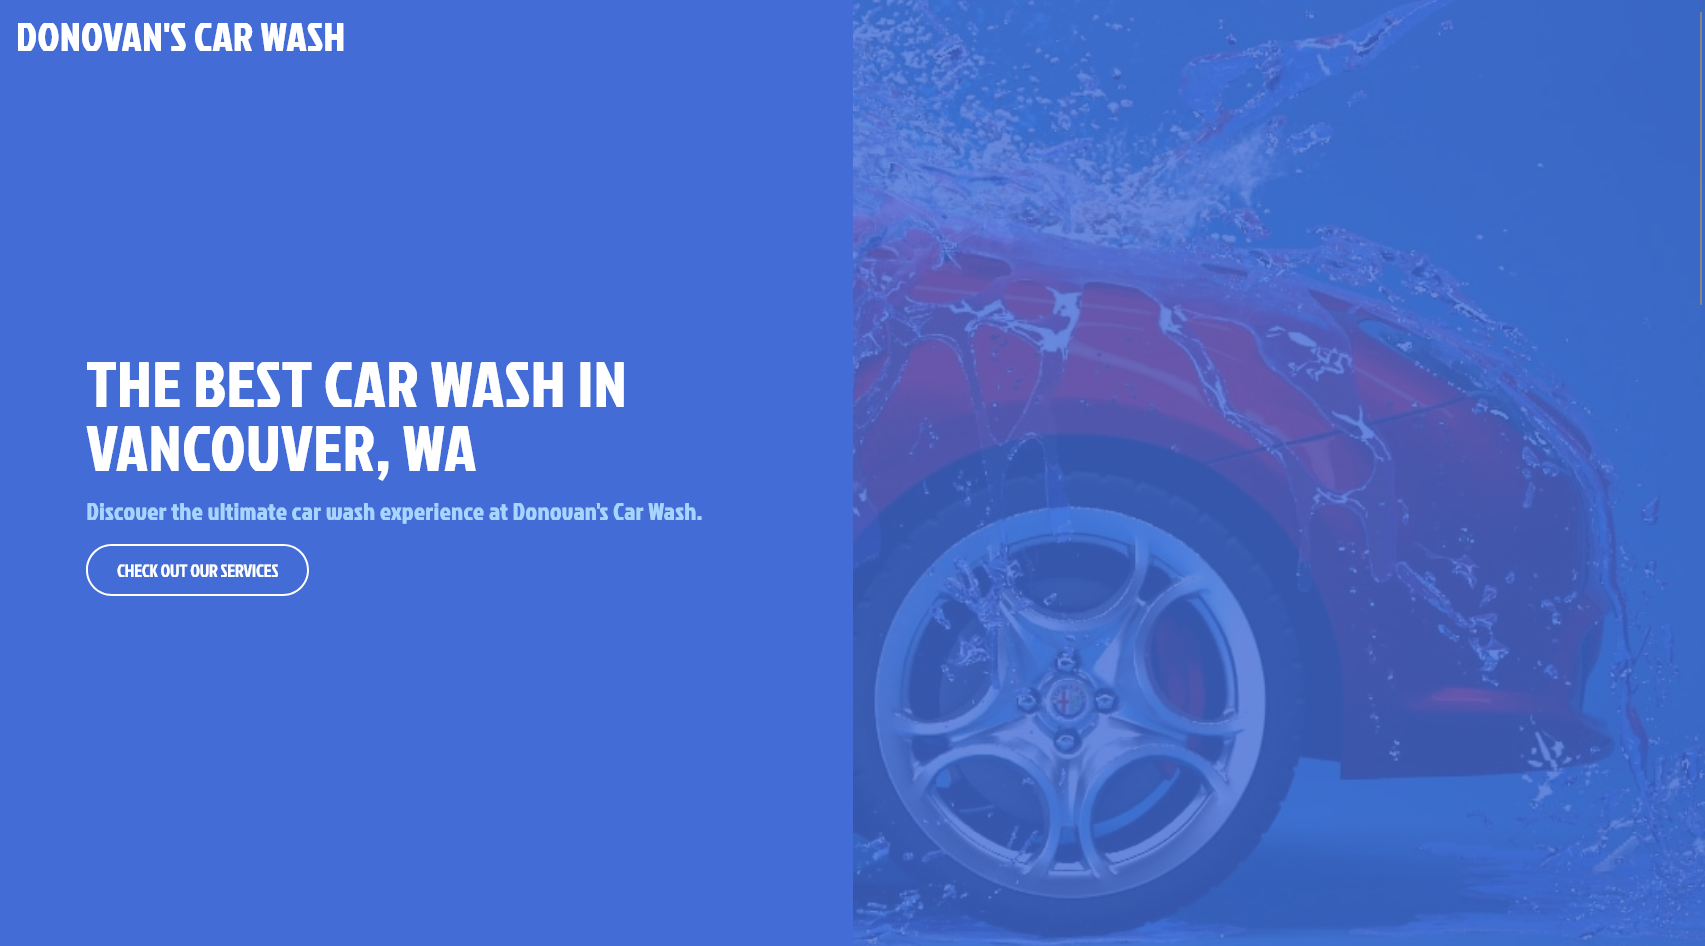 DONOVAN'S CAR WASH
THE BEST CAR WASH IN
VANCOUVER, WA
Discover the ultimate car wash experience at Donovan's Car Wash.
CHECK OUT OUR SERVICES